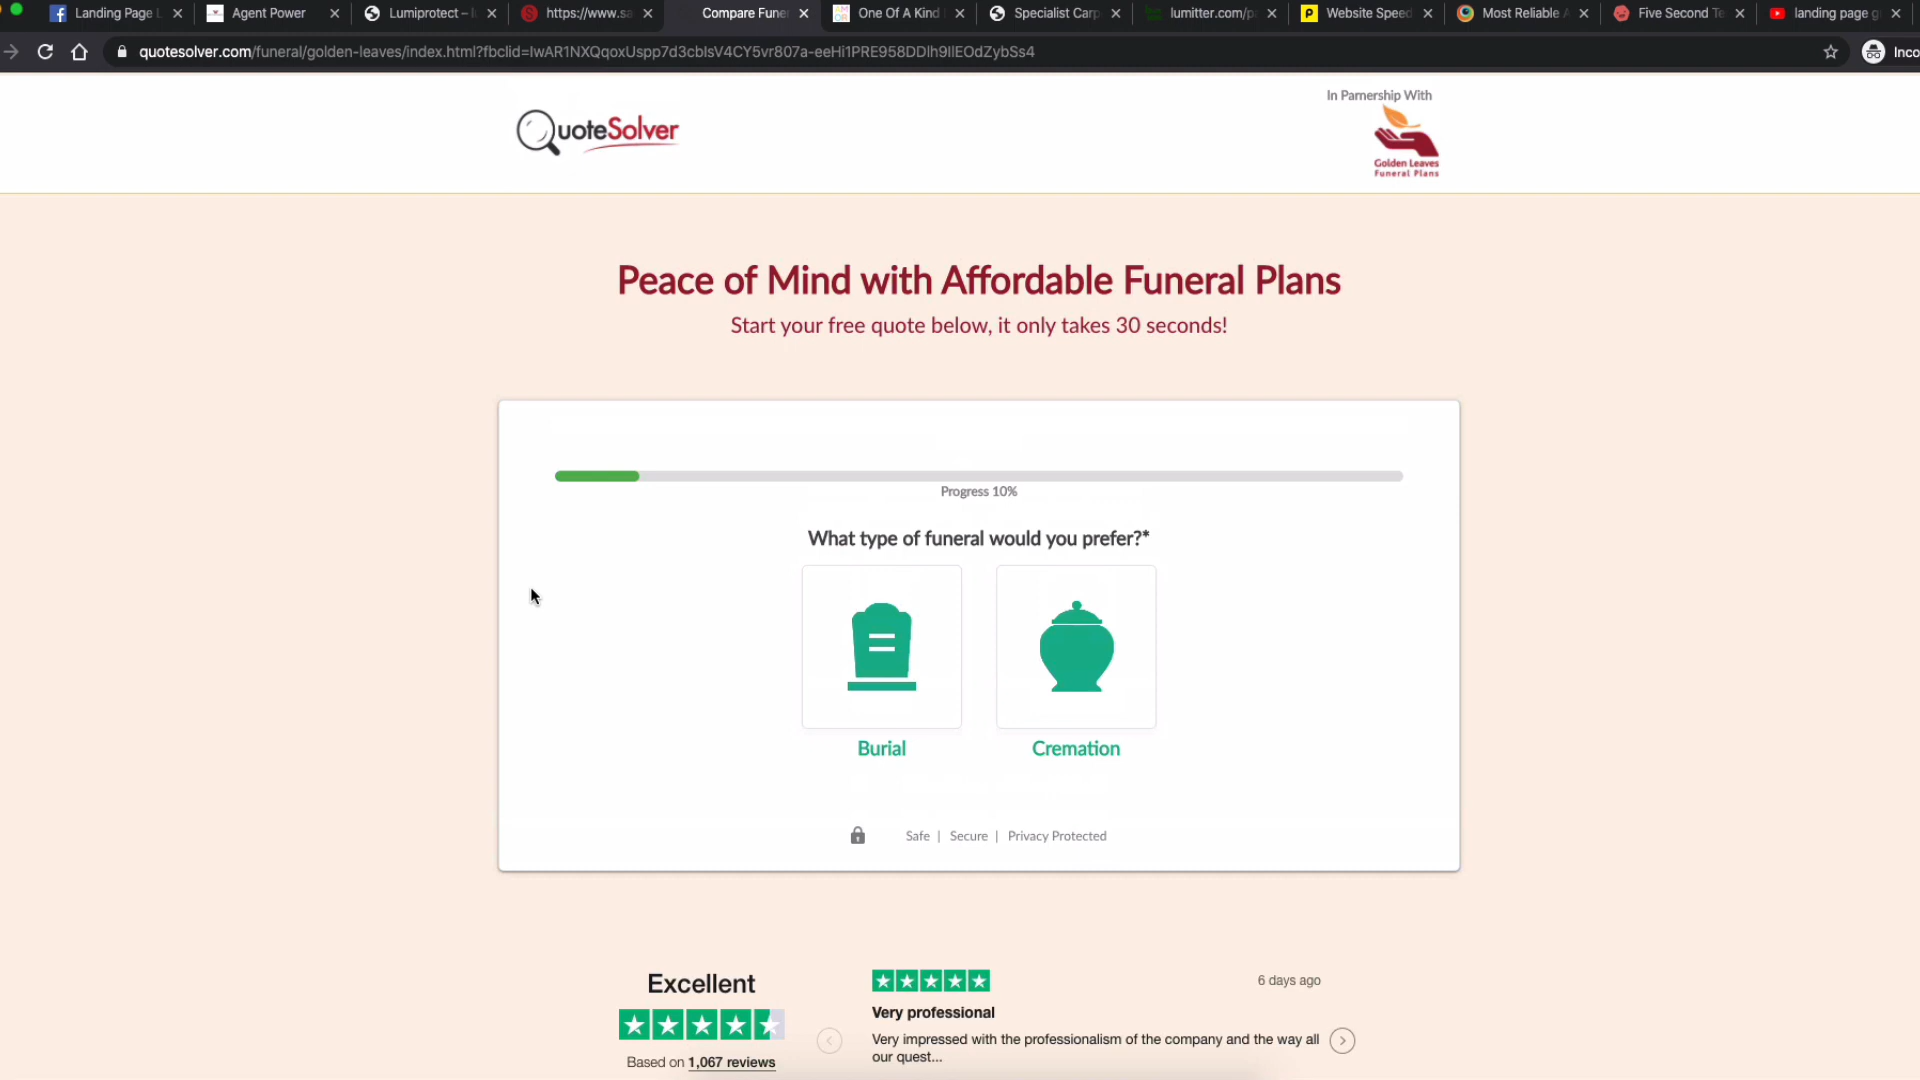 Landing Page L
Agent Power
Lumiprotect – l
https://www.sa
Compare Fune
One Of A Kind
Specialist Carp
lumitter.com/p
Website Speed
Most Reliable A
Five Second Te
landing page g
quotesolver.com/funeral/golden-leaves/index.html?fbclid=IwAR1NXQqoxUspp7d3cblsV4CY5vr807a-eeHi1PRE958DDlh9IlEOdZybSs4
Inco
uoteSolver
In Parnership With
Golden Leaves
Funeral Plans
Peace of Mind with Affordable Funeral Plans
Start your free quote below, it only takes 30 seconds!
Progress 10%
What type of funeral would you prefer?*
Burial
Cremation
Safe | Secure | Privacy Protected
Excellent
6 days ago
Very professional
Very impressed with the professionalism of the company and the way all
our quest...
Based on 1,067 reviews